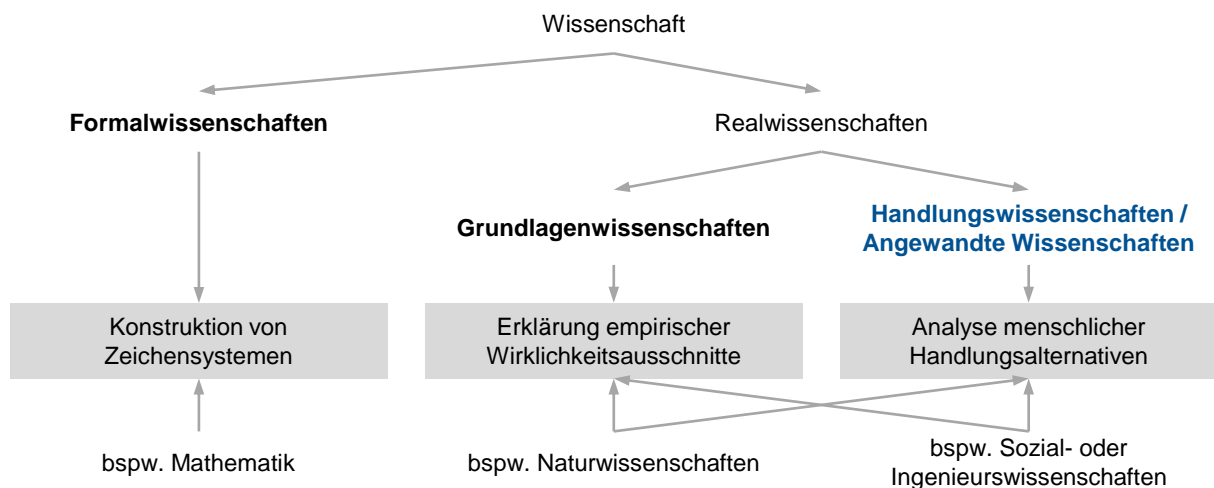 Wissenschaft
Formalwissenschaften
Realwissenschaften
Grundlagenwissenschaften
Handlungswissenschaften /
Angewandte Wissenschaften
Konstruktion von
Zeichensystemen
Erklärung empirischer
Wirklichkeitsausschnitte
Analyse menschlicher
Handlungsalternativen
bspw. Mathematik
bspw. Naturwissenschaften
bspw. Sozial- oder
Ingenieurswissenschaften